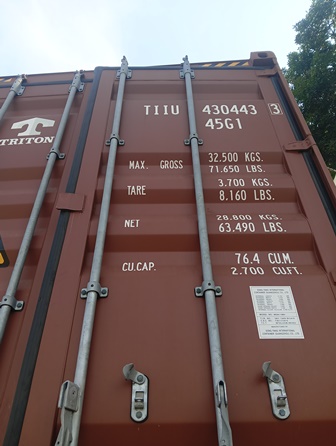 TIIU 430443 3
45G1
TRITON
MAX. GROSS 32.500 KGS.
71.650 LBS.
TARE 3.700 KGS.
8.160 LBS.
NET 28.800 KGS.
63.490 LBS.
CU.CAP. 76.4 CU.M.
2.700 CU.FT.